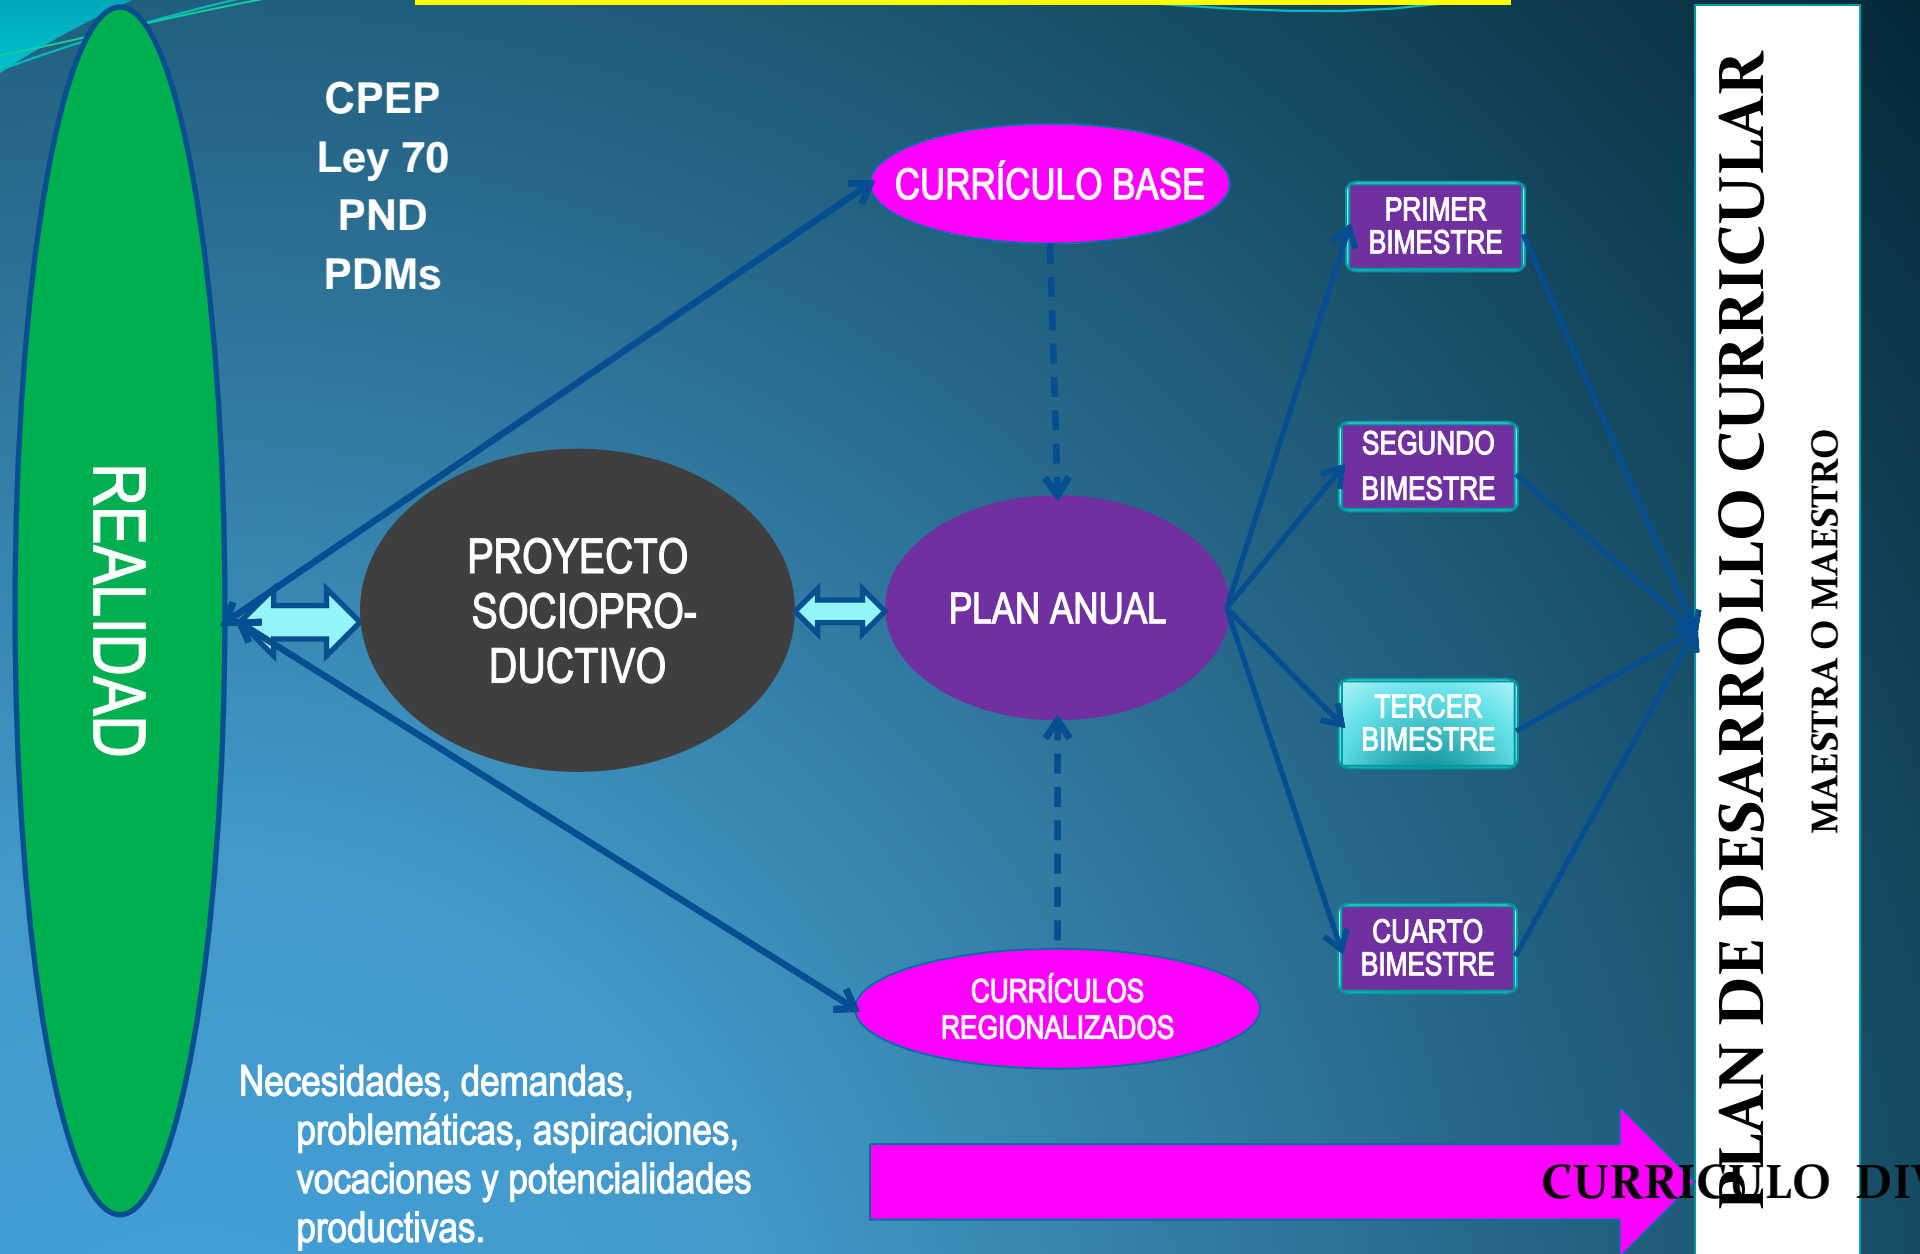 CPEP
Ley 70
PND
PDMs
REALIDAD
PROYECTO
SOCIOPRO-
DUCTIVO
CURRÍCULO BASE
PLAN ANUAL
CURRÍCULOS
REGIONALIZADOS
PRIMER
BIMESTRE
SEGUNDO
BIMESTRE
TERCER
BIMESTRE
CUARTO
BIMESTRE
PLAN DE DESARROLLO CURRICULAR
MAESTRA O MAESTRO
Necesidades, demandas,
problemáticas, aspiraciones,
vocaciones y potencialidades
productivas.
CURRICULO